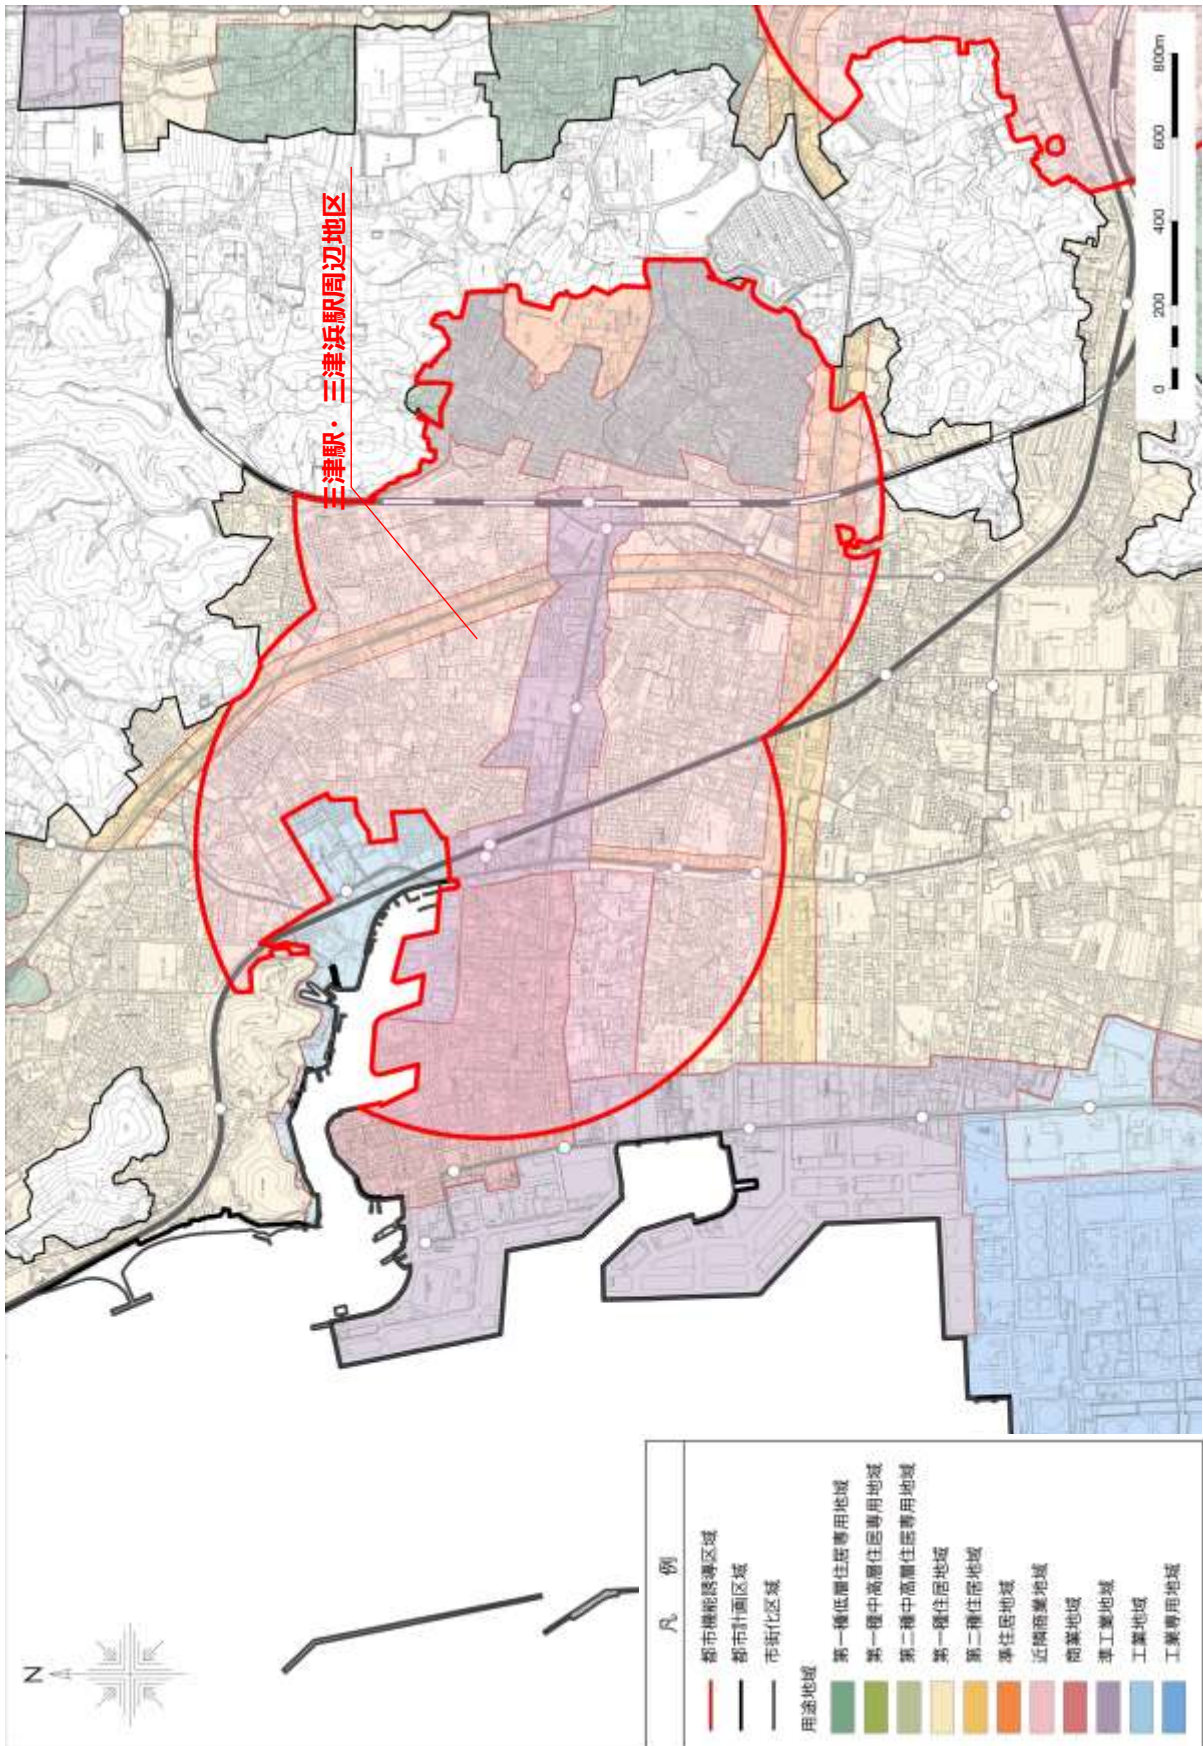 三津駅・三津浜駅周辺地区
0 200 400 600 800m
N
凡 例
都市機能誘導区域
都市計画区域
市街化区域
用途地域
第一種低層住居専用地域
第一種中高層住居専用地域
第二種中高層住居専用地域
第一種住居地域
第二種住居地域
準住居地域
近隣商業地域
商業地域
準工業地域
工業地域
工業専用地域